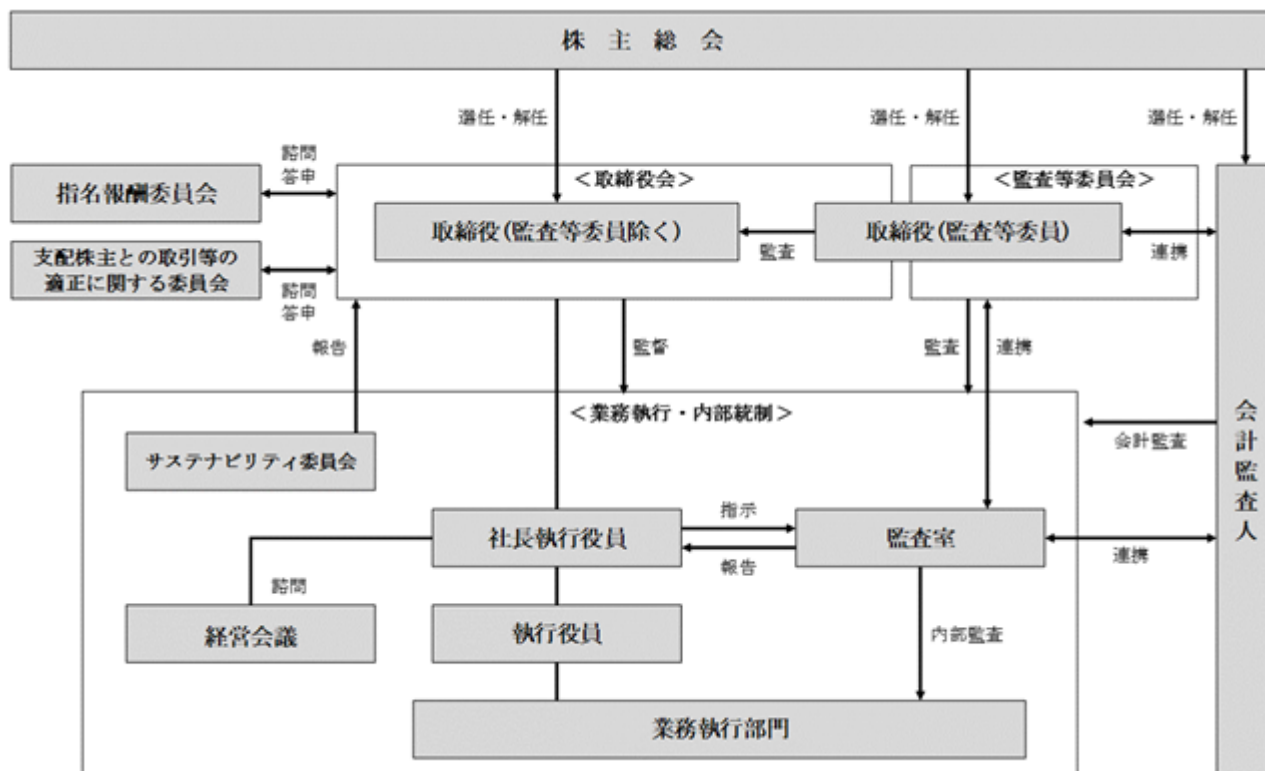 株 主 総 会
選任・解任
選任・解任
選任・解任
諮問
答申
指名報酬委員会
＜取締役会＞
＜監査等委員会＞
取締役(監査等委員除く)
監査
取締役(監査等委員)
連携
支配株主との取引等の
適正に関する委員会
諮問
答申
報告
監督
監査
連携
＜業務執行・内部統制＞
会計監査人
会計監査
サステナビリティ委員会
社長執行役員
指示
報告
監査室
連携
諮問
経営会議
執行役員
内部監査
業務執行部門